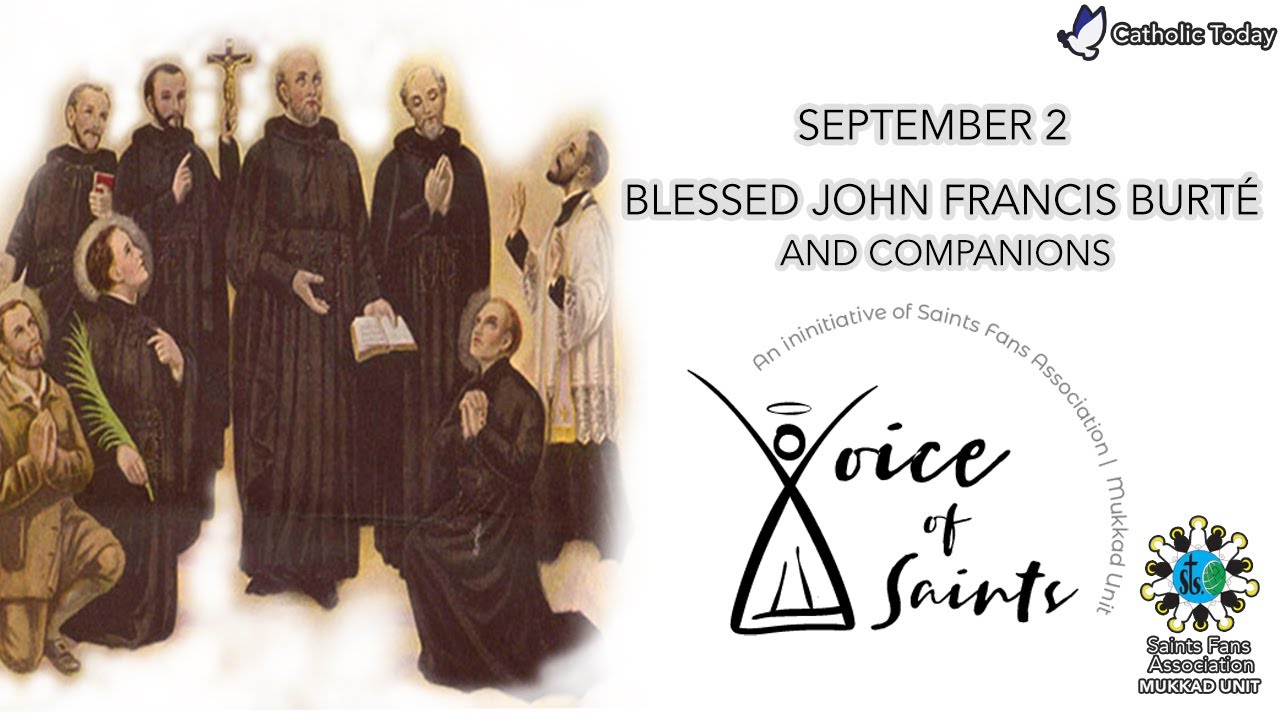 Catholic Today
SEPTEMBER 2
BLESSED JOHN FRANCIS BURTÉ
AND COMPANIONS
An ininitiative of Saints Fans Association | Mukkad Unit
Voice
of
Saints
sts.
Saints Fans
Association
MUKKAD UNIT